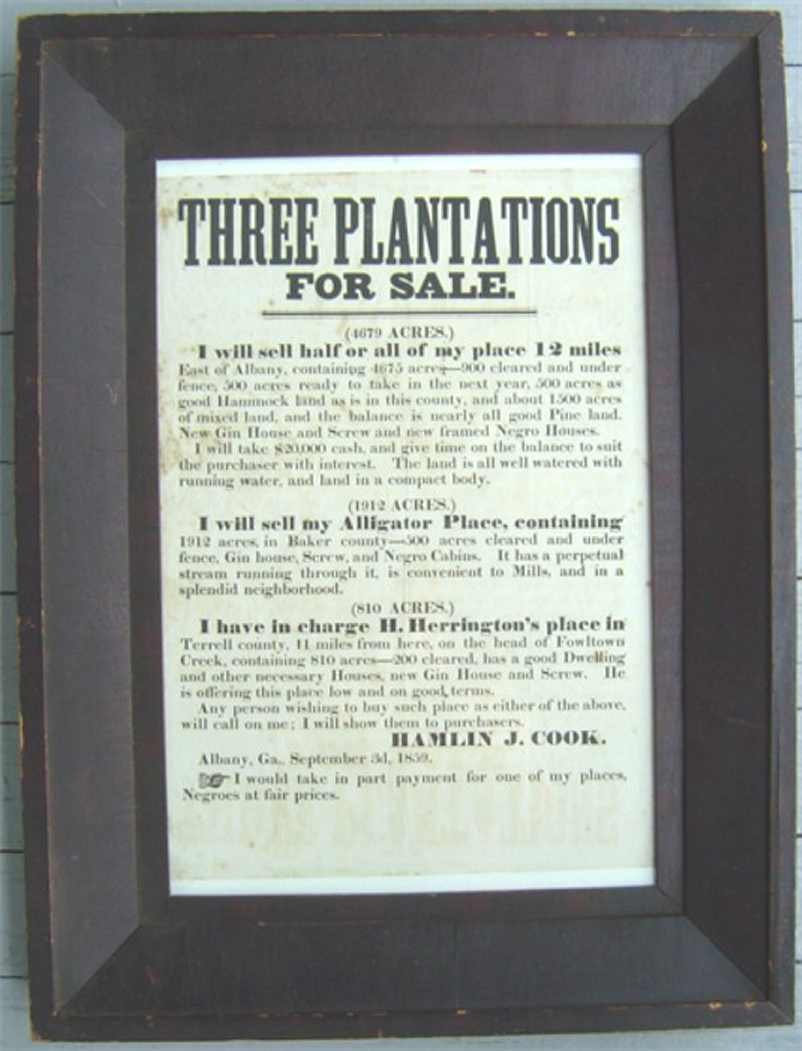 THREE PLANTATIONS
FOR SALE.
(4679 ACRES.)
I will sell half or all of my place 12 miles
East of Albany, containing 4675 acres—900 cleared and under
fence, 500 acres ready to take in the next year, 500 acres as
good Hammock land as is in this county, and about 1500 acres
of mixed land, and the balance is nearly all good Pine land.
New Gin House and Screw and new framed Negro Houses.
I will take $20,000 cash, and give time on the balance to suit
the purchaser with interest. The land is all well watered with
running water, and land in a compact body.
(1912 ACRES.)
I will sell my Alligator Place, containing
1912 acres, in Baker county—500 acres cleared and under
fence, Gin house, Screw, and Negro Cabins. It has a perpetual
stream running through it, is convenient to Mills, and in a
splendid neighborhood.
(810 ACRES.)
I have in charge H. Herrington's place in
Terrell county, 11 miles from here, on the head of Fowltown
Creek, containing 810 acres—200 cleared, has a good Dwelling
and other necessary Houses, new Gin House and Screw. He
is offering this place low and on good terms.
Any person wishing to buy such place as either of the above,
will call on me; I will show them to purchasers.
HAMLIN J. COOK.
Albany, Ga., September 3d, 1859.
☞ I would take in part payment for one of my places,
Negroes at fair prices.